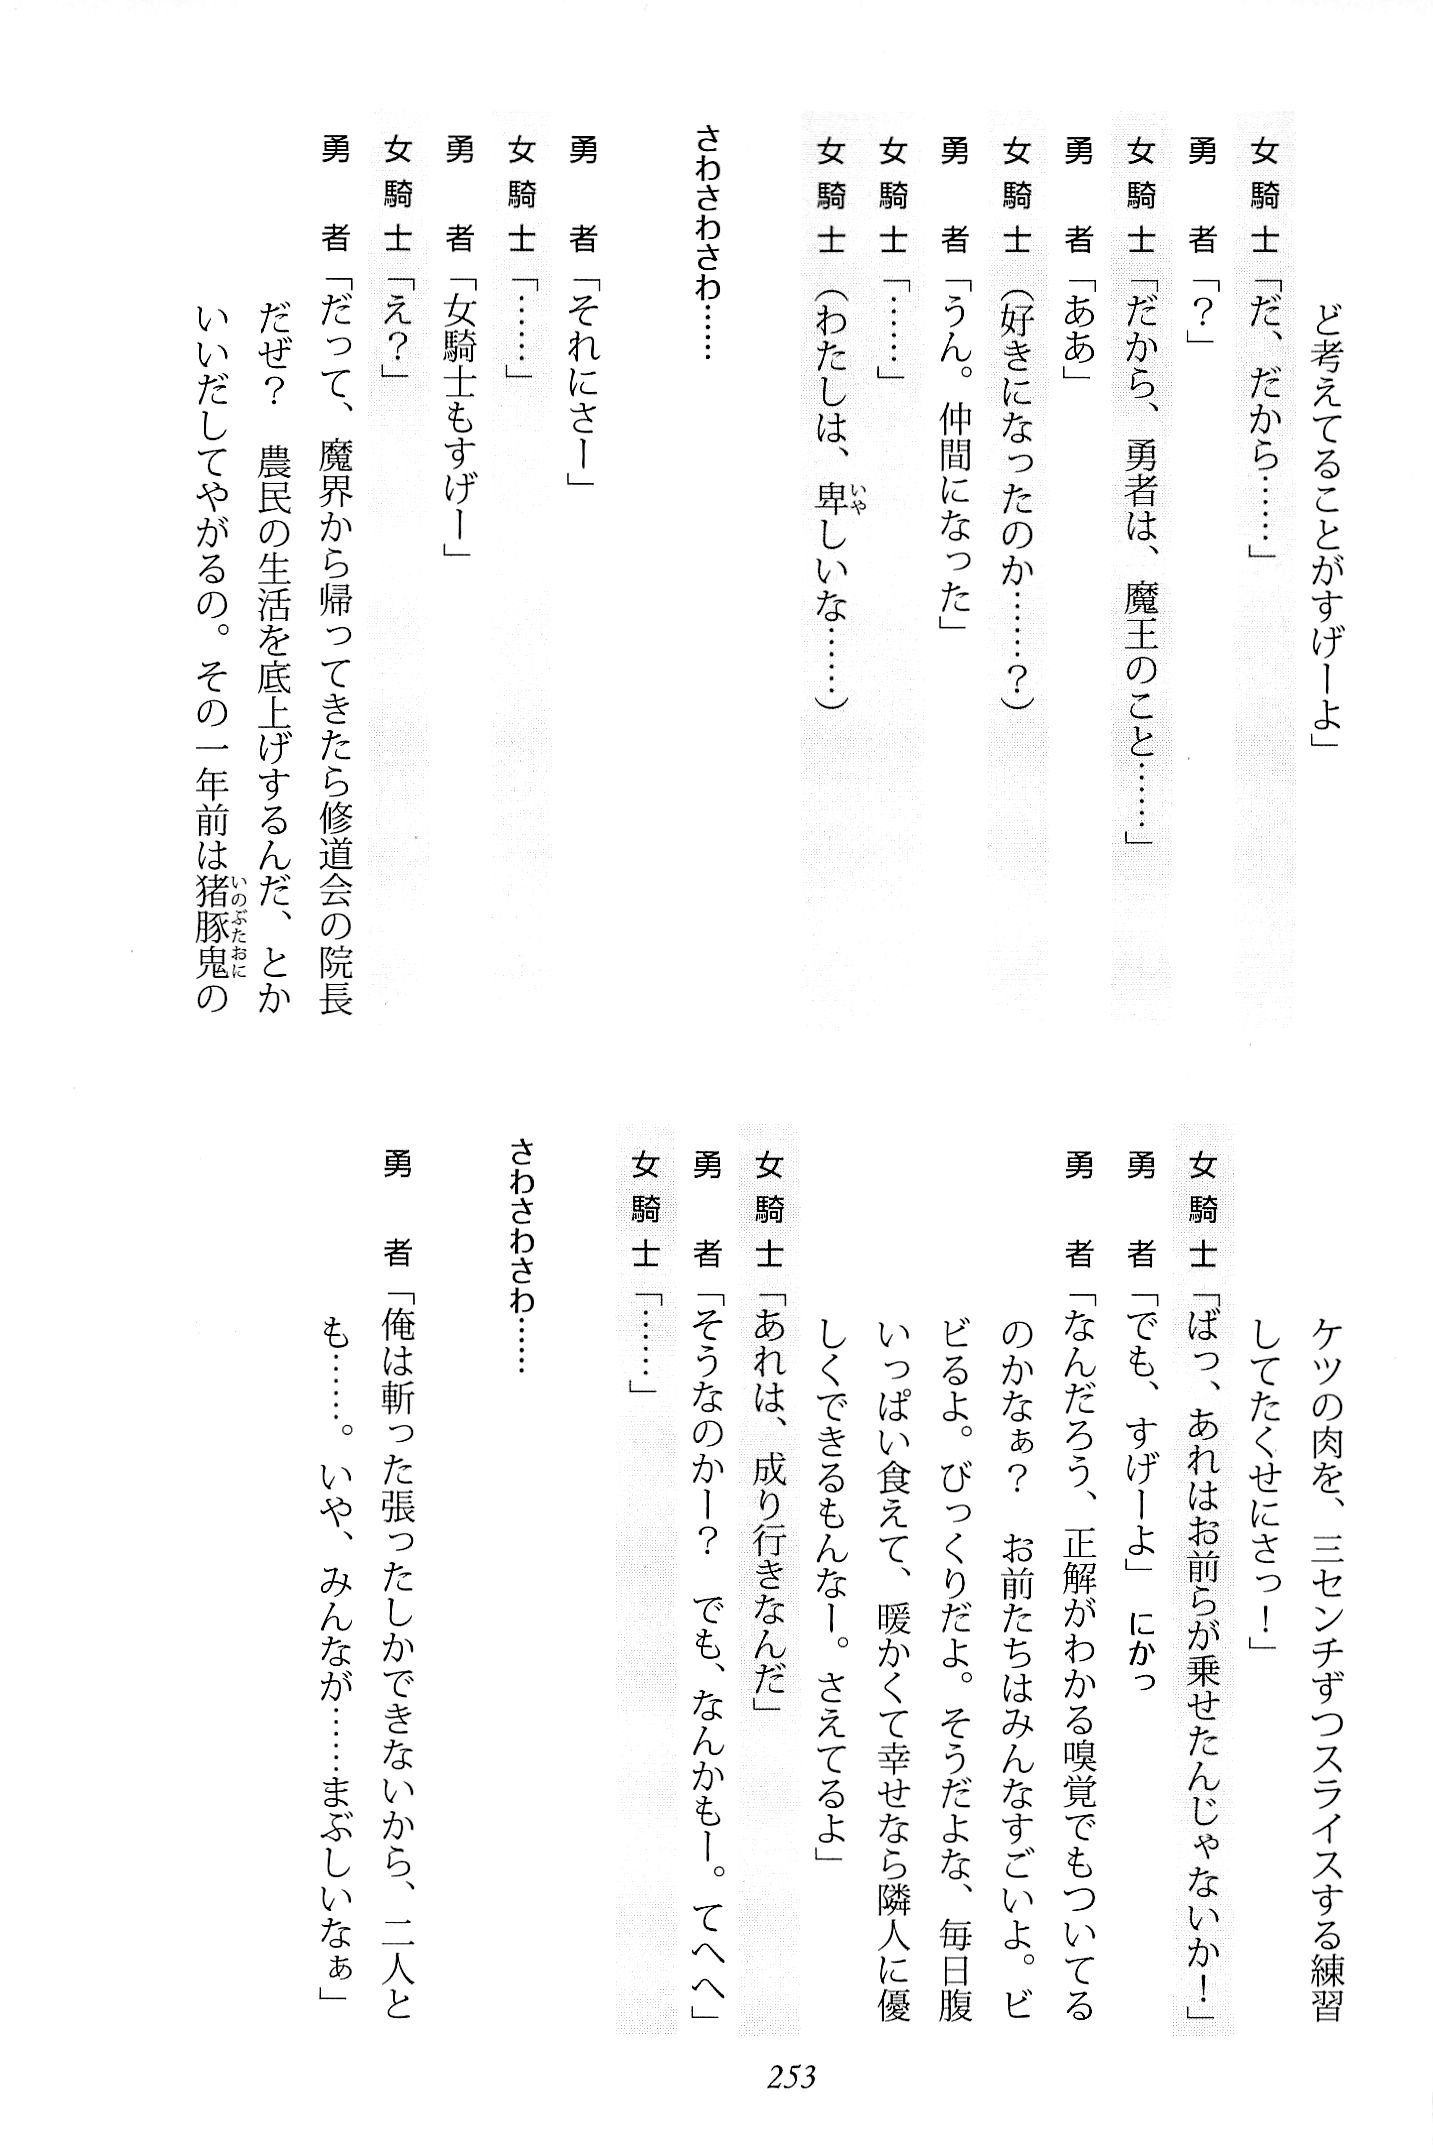 ど考えてることがすげーよ」
女騎士「だ、だから……」
勇　者「？」
女騎士「だから、勇者は、魔王のこと……」
勇　者「ああ」
女騎士（好きになったのか……？）
勇　者「うん。仲間になった」
女騎士「……」
女騎士（わたしは、卑しいな……）
いや
さわさわさわ……
勇　者「それにさー」
女騎士「……」
勇　者「女騎士もすげー」
女騎士「え？」
勇　者「だって、魔界から帰ってきたら修道会の院長
だぜ？　農民の生活を底上げするんだ、とか
いいだしてやがるの。その一年前は猪豚鬼の
いのぶたおに
ケツの肉を、三センチずつスライスする練習
してたくせにさっ！」
女騎士「ばっ、あれはお前らが乗せたんじゃないか！」
勇　者「でも、すげーよ」にかっ
勇　者「なんだろう、正解がわかる嗅覚でもついてる
のかなぁ？　お前たちはみんなすごいよ。ビ
ビるよ。びっくりだよ。そうだよな、毎日腹
いっぱい食えて、暖かくて幸せなら隣人に優
しくできるもんなー。さえてるよ」
女騎士「あれは、成り行きなんだ」
勇　者「そうなのかー？　でも、なんかもー。てへへ」
女騎士「……」
さわさわさわ……
勇　者「俺は斬った張ったしかできないから、二人と
も……。いや、みんなが……まぶしいなぁ」
253